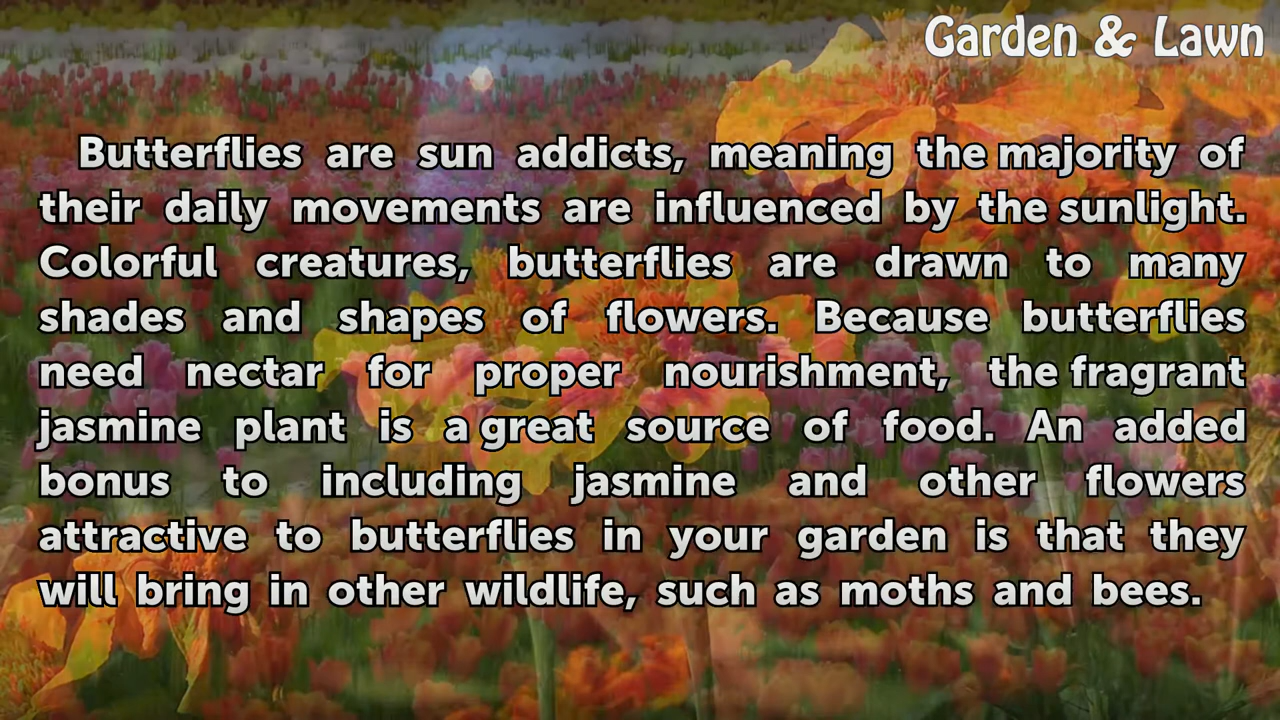 Garden & Lawn
Butterflies are sun addicts, meaning the majority of
their daily movements are influenced by the sunlight.
Colorful creatures, butterflies are drawn to many
shades and shapes of flowers. Because butterflies
need nectar for proper nourishment, the fragrant
jasmine plant is a great source of food. An added
bonus to including jasmine and other flowers
attractive to butterflies in your garden is that they
will bring in other wildlife, such as moths and bees.